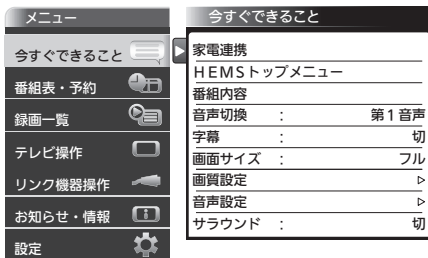 メニュー
今すぐできること
番組表・予約
録画一覧
テレビ操作
リンク機器操作
お知らせ・情報
設定
今すぐできること
家電連携
HEMSトップメニュー
番組内容
音声切換 : 第1音声
字幕 : 切
画面サイズ : フル
画質設定
音声設定
サラウンド : 切